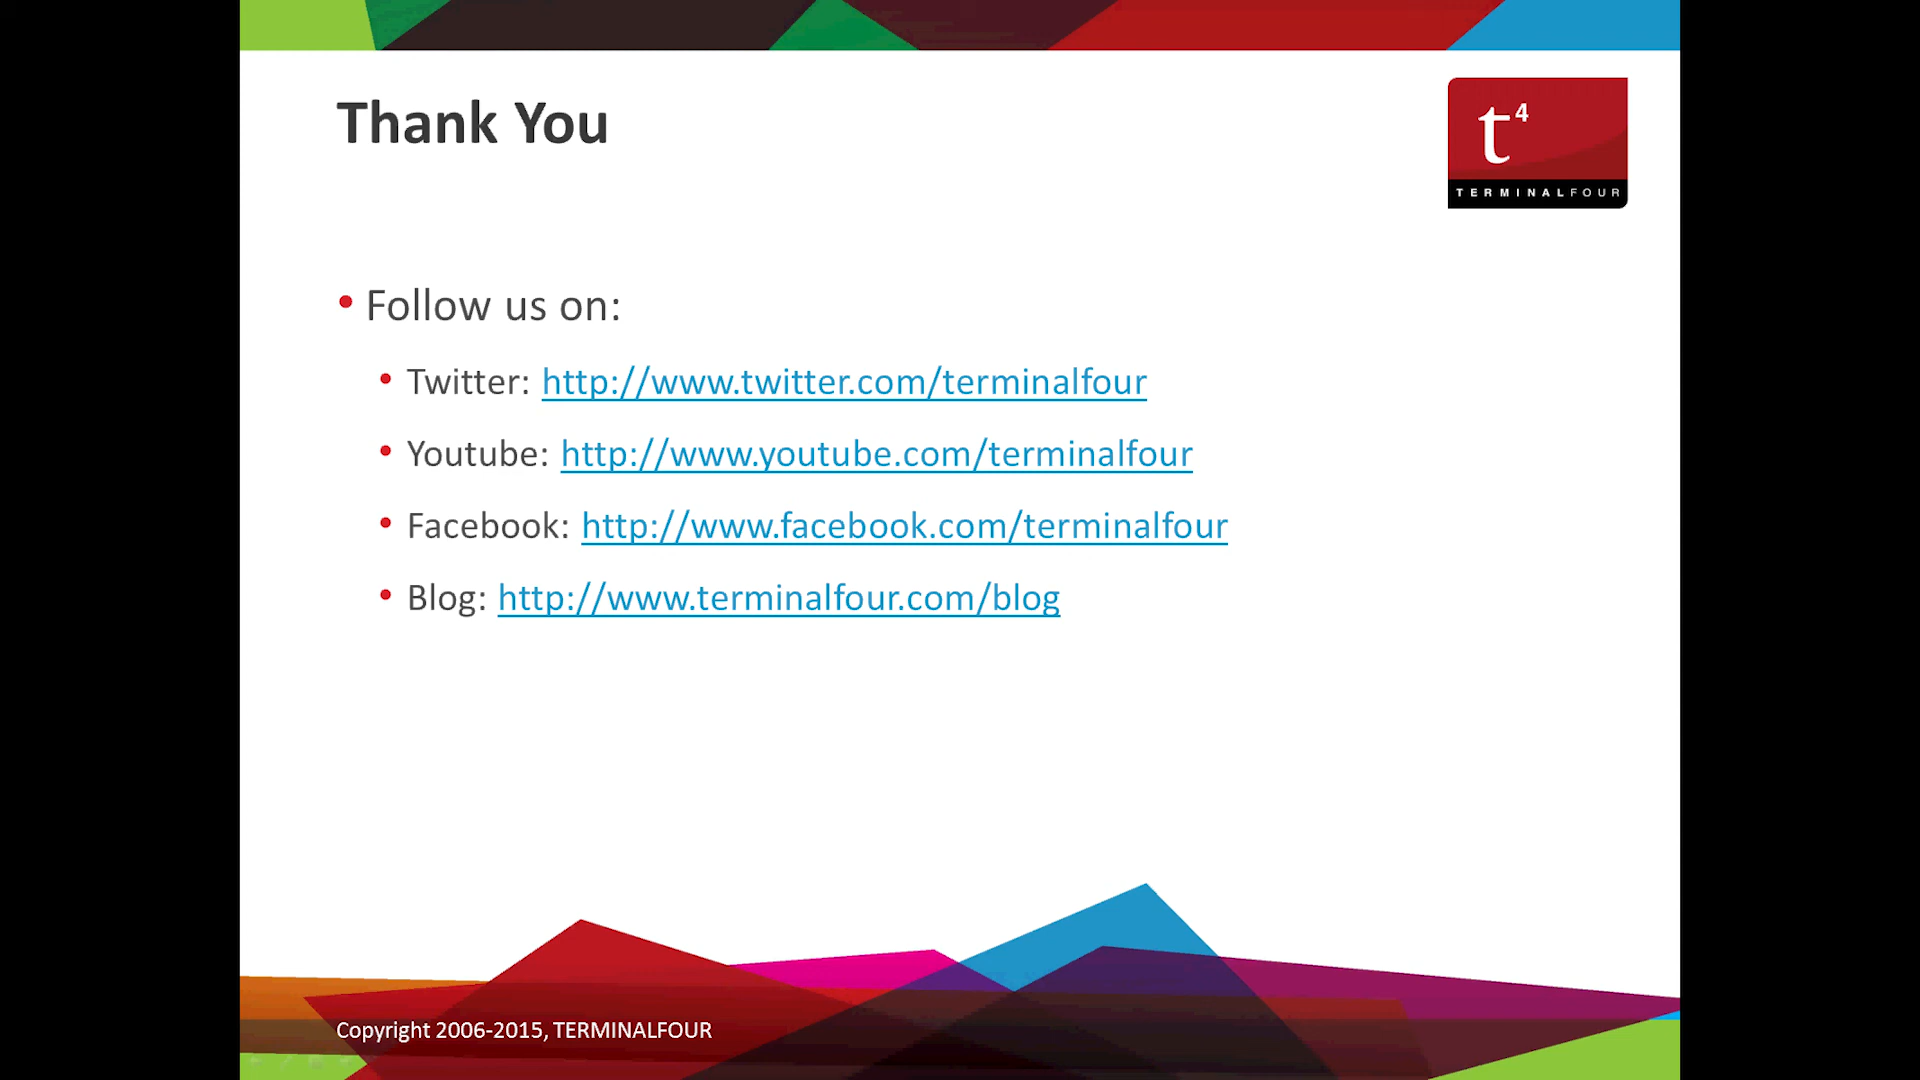 Thank You
t4
TERMINALFOUR
• Follow us on:
• Twitter: http://www.twitter.com/terminalfour
• Youtube: http://www.youtube.com/terminalfour
• Facebook: http://www.facebook.com/terminalfour
• Blog: http://www.terminalfour.com/blog
Copyright 2006-2015, TERMINALFOUR